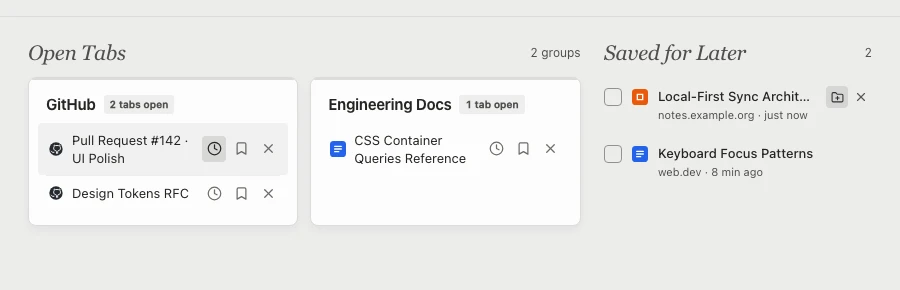 Open Tabs
2 groups
GitHub
2 tabs open
Pull Request #142 ·
UI Polish
Design Tokens RFC
Engineering Docs
1 tab open
CSS Container
Queries Reference
Saved for Later
2
Local-First Sync Archit...
notes.example.org · just now
Keyboard Focus Patterns
web.dev · 8 min ago